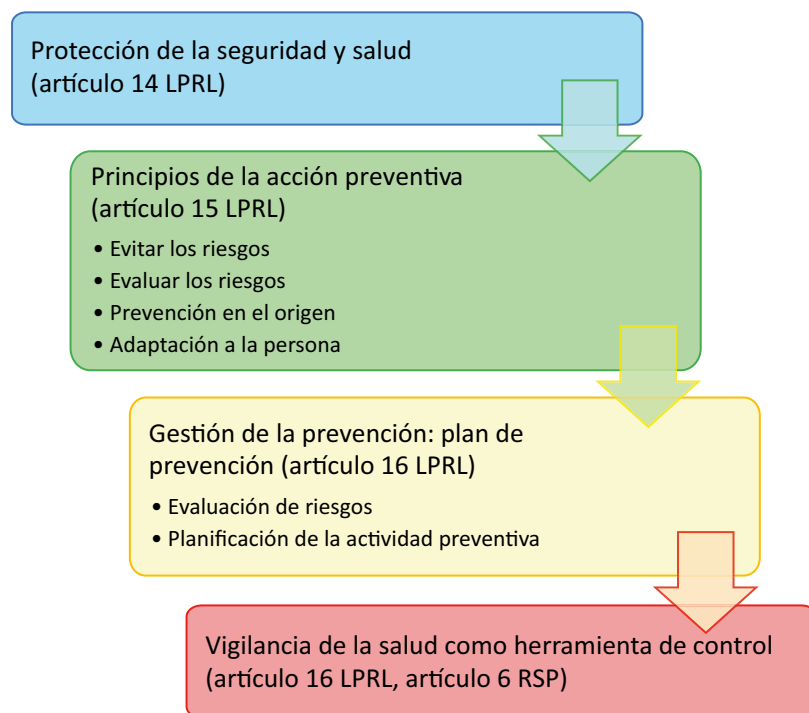 Protección de la seguridad y salud
(artículo 14 LPRL)
Principios de la acción preventiva
(artículo 15 LPRL)
• Evitar los riesgos
• Evaluar los riesgos
• Prevención en el origen
• Adaptación a la persona
Gestión de la prevención: plan de
prevención (artículo 16 LPRL)
• Evaluación de riesgos
• Planificación de la actividad preventiva
Vigilancia de la salud como herramienta de control
(artículo 16 LPRL, artículo 6 RSP)